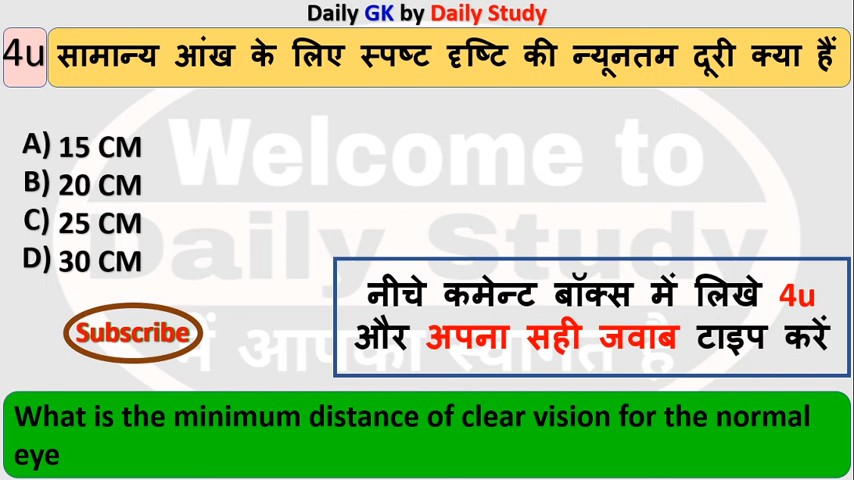 Daily GK by Daily Study
4u सामान्य आंख के लिए स्पष्ट दृष्टि की न्यूनतम दूरी क्या हैं
Welcome to
Daily Study
में आपका स्वागत है
A) 15 CM
B) 20 CM
C) 25 CM
D) 30 CM
नीचे कमेन्ट बॉक्स में लिखे 4u
और अपना सही जवाब टाइप करें
Subscribe
What is the minimum distance of clear vision for the normal
eye